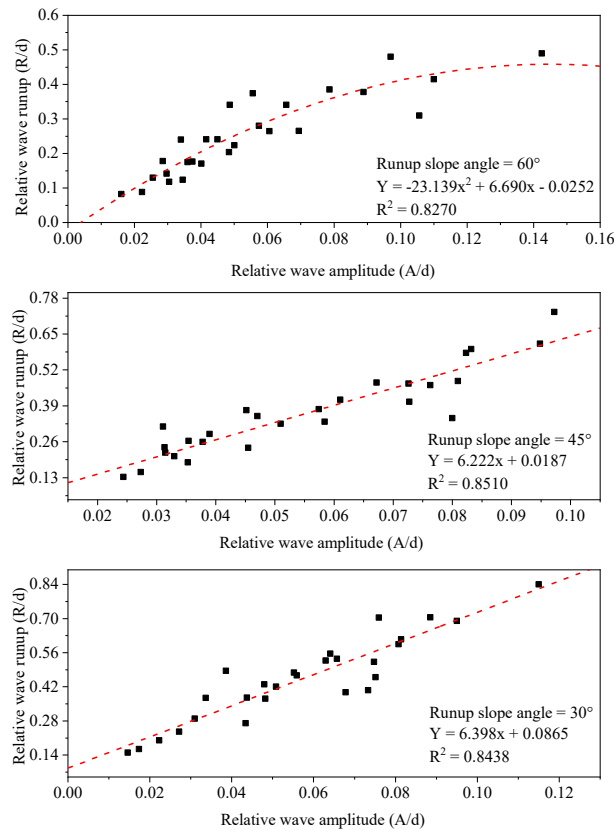 0.6
0.5
0.4
0.3
0.2
0.1
0.0
Relative wave runup (R/d)
Runup slope angle = 60°
Y = -23.139x² + 6.690x - 0.0252
R² = 0.8270
0.00 0.02 0.04 0.06 0.08 0.10 0.12 0.14 0.16
Relative wave amplitude (A/d)
0.78
0.65
0.52
0.39
0.26
0.13
Relative wave runup (R/d)
Runup slope angle = 45°
Y = 6.222x + 0.0187
R² = 0.8510
0.02 0.03 0.04 0.05 0.06 0.07 0.08 0.09 0.10
Relative wave amplitude (A/d)
0.84
0.70
0.56
0.42
0.28
0.14
Relative wave runup (R/d)
Runup slope angle = 30°
Y = 6.398x + 0.0865
R² = 0.8438
0.00 0.02 0.04 0.06 0.08 0.10 0.12
Relative wave amplitude (A/d)